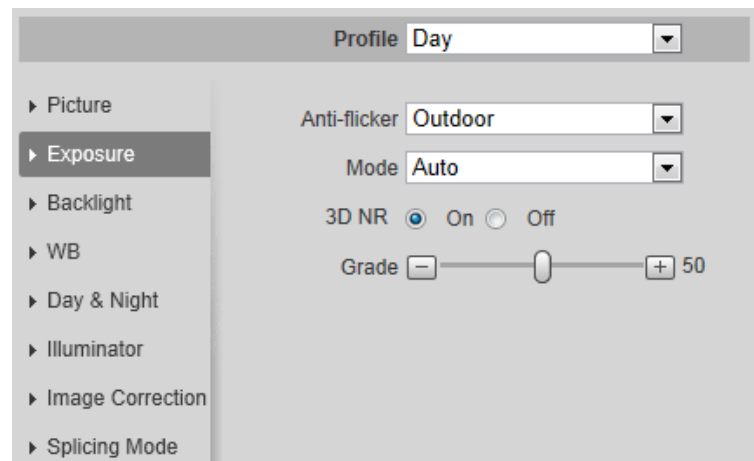 Profile Day
Picture
Anti-flicker Outdoor
Exposure
Mode Auto
Backlight
3D NR On Off
WB
Grade 50
Day & Night
Illuminator
Image Correction
Splicing Mode